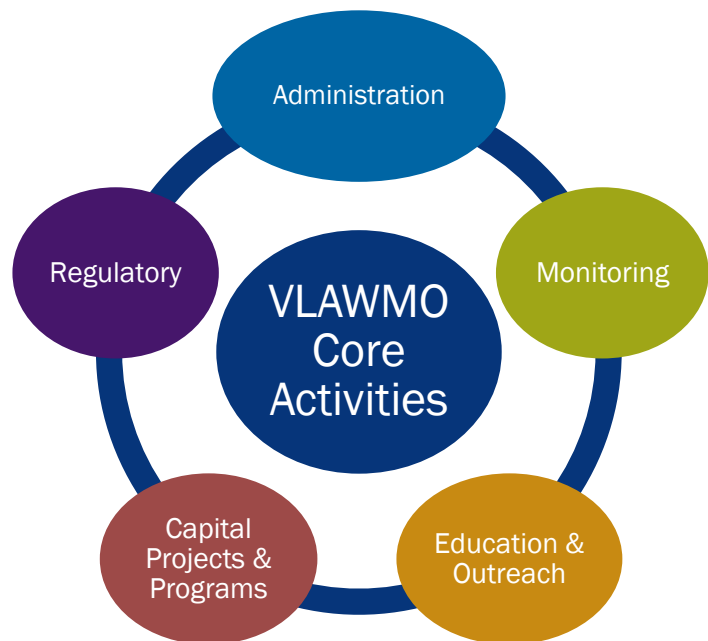 Administration
Regulatory
Monitoring
VLAWMO
Core
Activities
Capital
Projects &
Programs
Education &
Outreach